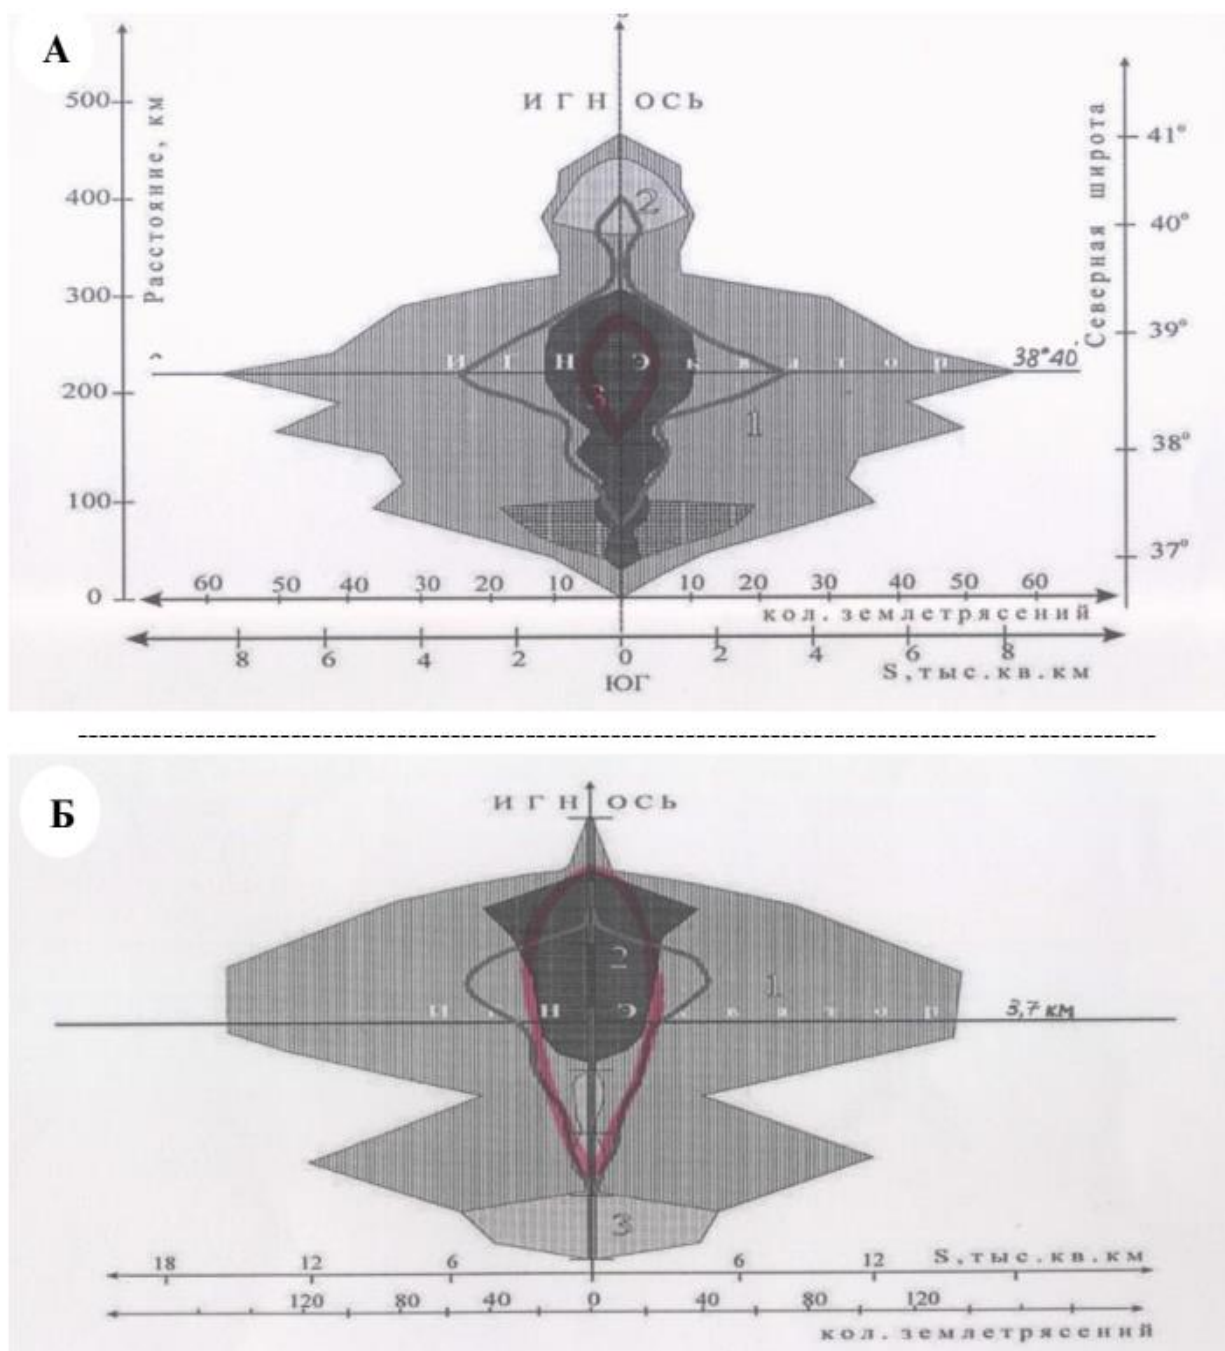 А
500
400
300
200
100
0
Расстояние, км
ИГН ОСЬ
Северная широта
41°
40°
39°
38°
37°
2
И Г Н Э к в а т о р
38°40'
3
1
60 50 40 30 20 10 10 20 30 40 50 60
кол. землетрясений
8 6 4 2 0 2 4 6 8
S, тыс.кв.км
ЮГ
Б
ИГН ОСЬ
2
1
И Г Н Э к в а т о р
3,7 км
3
18 12 6 6 12 S, тыс.кв.км
120 80 40 0 40 80 120
кол. землетрясений